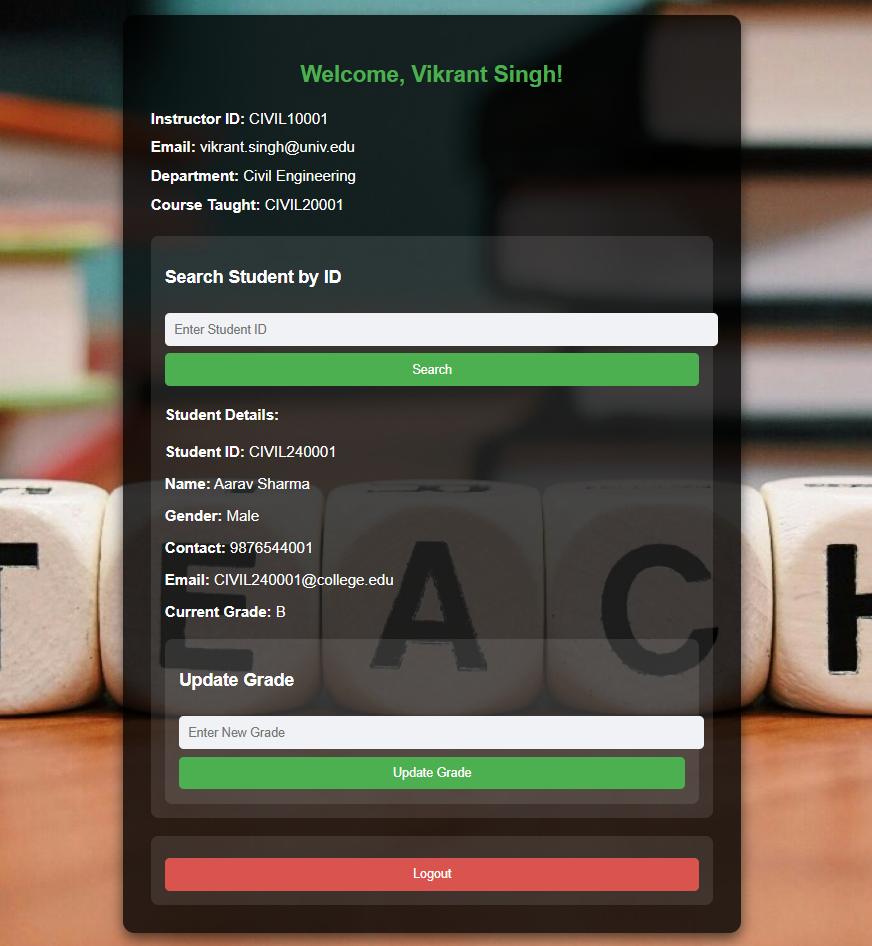 Welcome, Vikrant Singh!
Instructor ID: CIVIL10001
Email: vikrant.singh@univ.edu
Department: Civil Engineering
Course Taught: CIVIL20001
Search Student by ID
Enter Student ID
Search
Student Details:
Student ID: CIVIL240001
Name: Aarav Sharma
Gender: Male
Contact: 9876544001
Email: CIVIL240001@college.edu
Current Grade: B
T E A C H
Update Grade
Enter New Grade
Update Grade
Logout